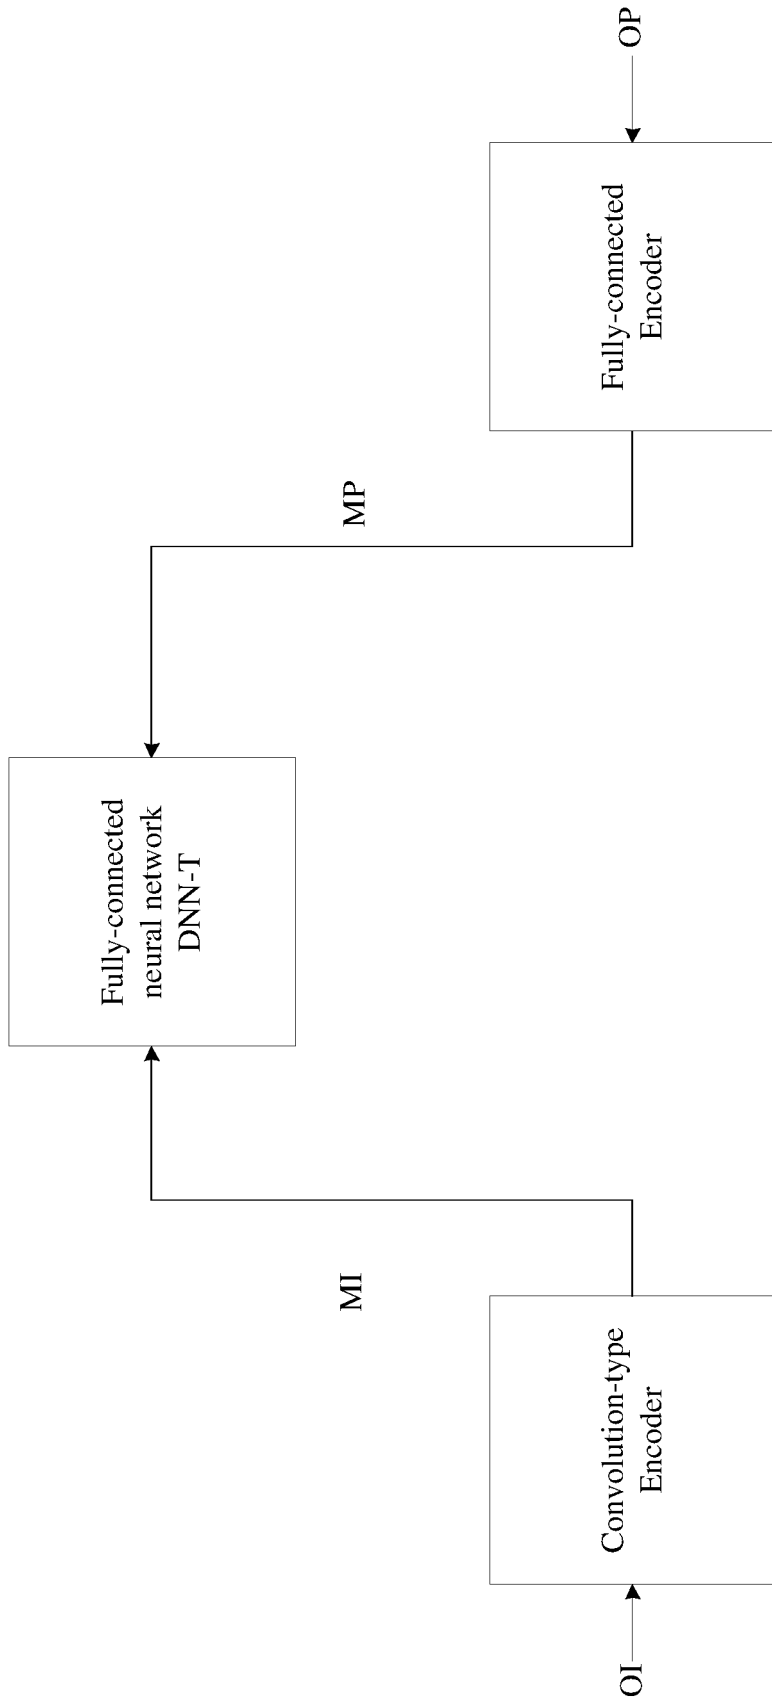 Fully-connected
neural network
DNN-T
MI
MP
OI
Convolution-type
Encoder
Fully-connected
Encoder
OP